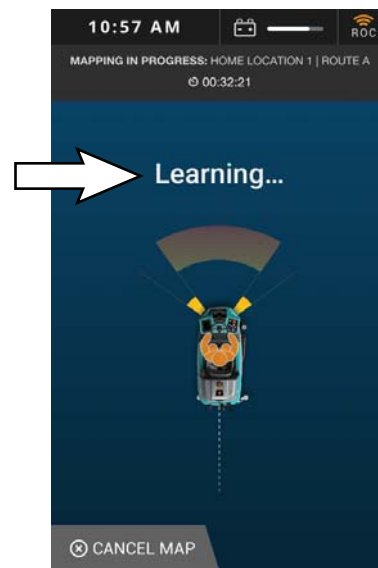 10:57 AM
ROC
MAPPING IN PROGRESS: HOME LOCATION 1 | ROUTE A
00:32:21
Learning...
CANCEL MAP